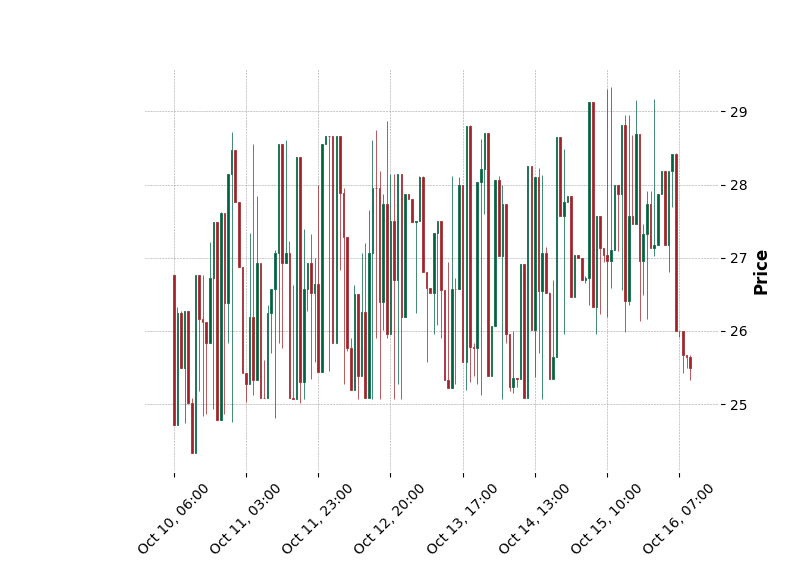 29
28
27
26
25
Price
Oct 10, 06:00
Oct 11, 03:00
Oct 11, 23:00
Oct 12, 20:00
Oct 13, 17:00
Oct 14, 13:00
Oct 15, 10:00
Oct 16, 07:00